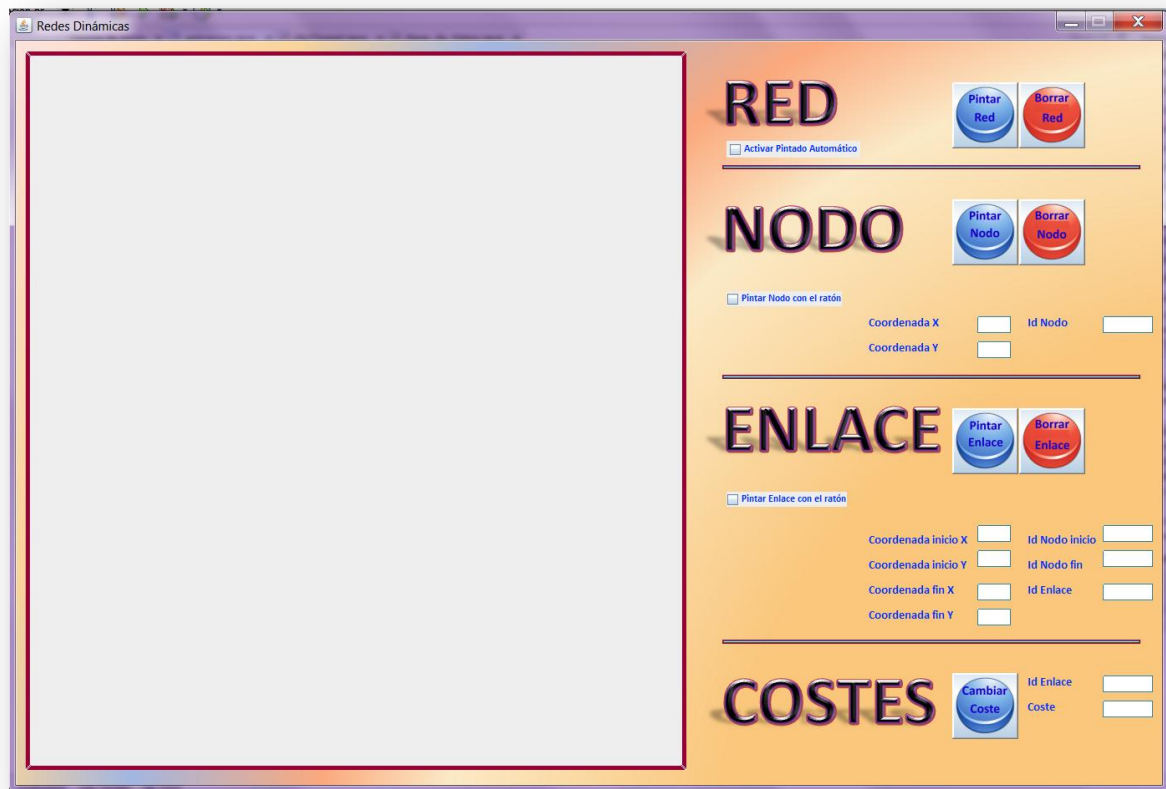 Redes Dinámicas
RED
Pintar
Red
Borrar
Red
Activar Pintado Automático
NODO
Pintar
Nodo
Borrar
Nodo
Pintar Nodo con el ratón
Coordenada X
Id Nodo
Coordenada Y
ENLACE
Pintar
Enlace
Borrar
Enlace
Pintar Enlace con el ratón
Coordenada inicio X
Id Nodo inicio
Coordenada inicio Y
Id Nodo fin
Coordenada fin X
Id Enlace
Coordenada fin Y
COSTES
Cambiar
Coste
Id Enlace
Coste